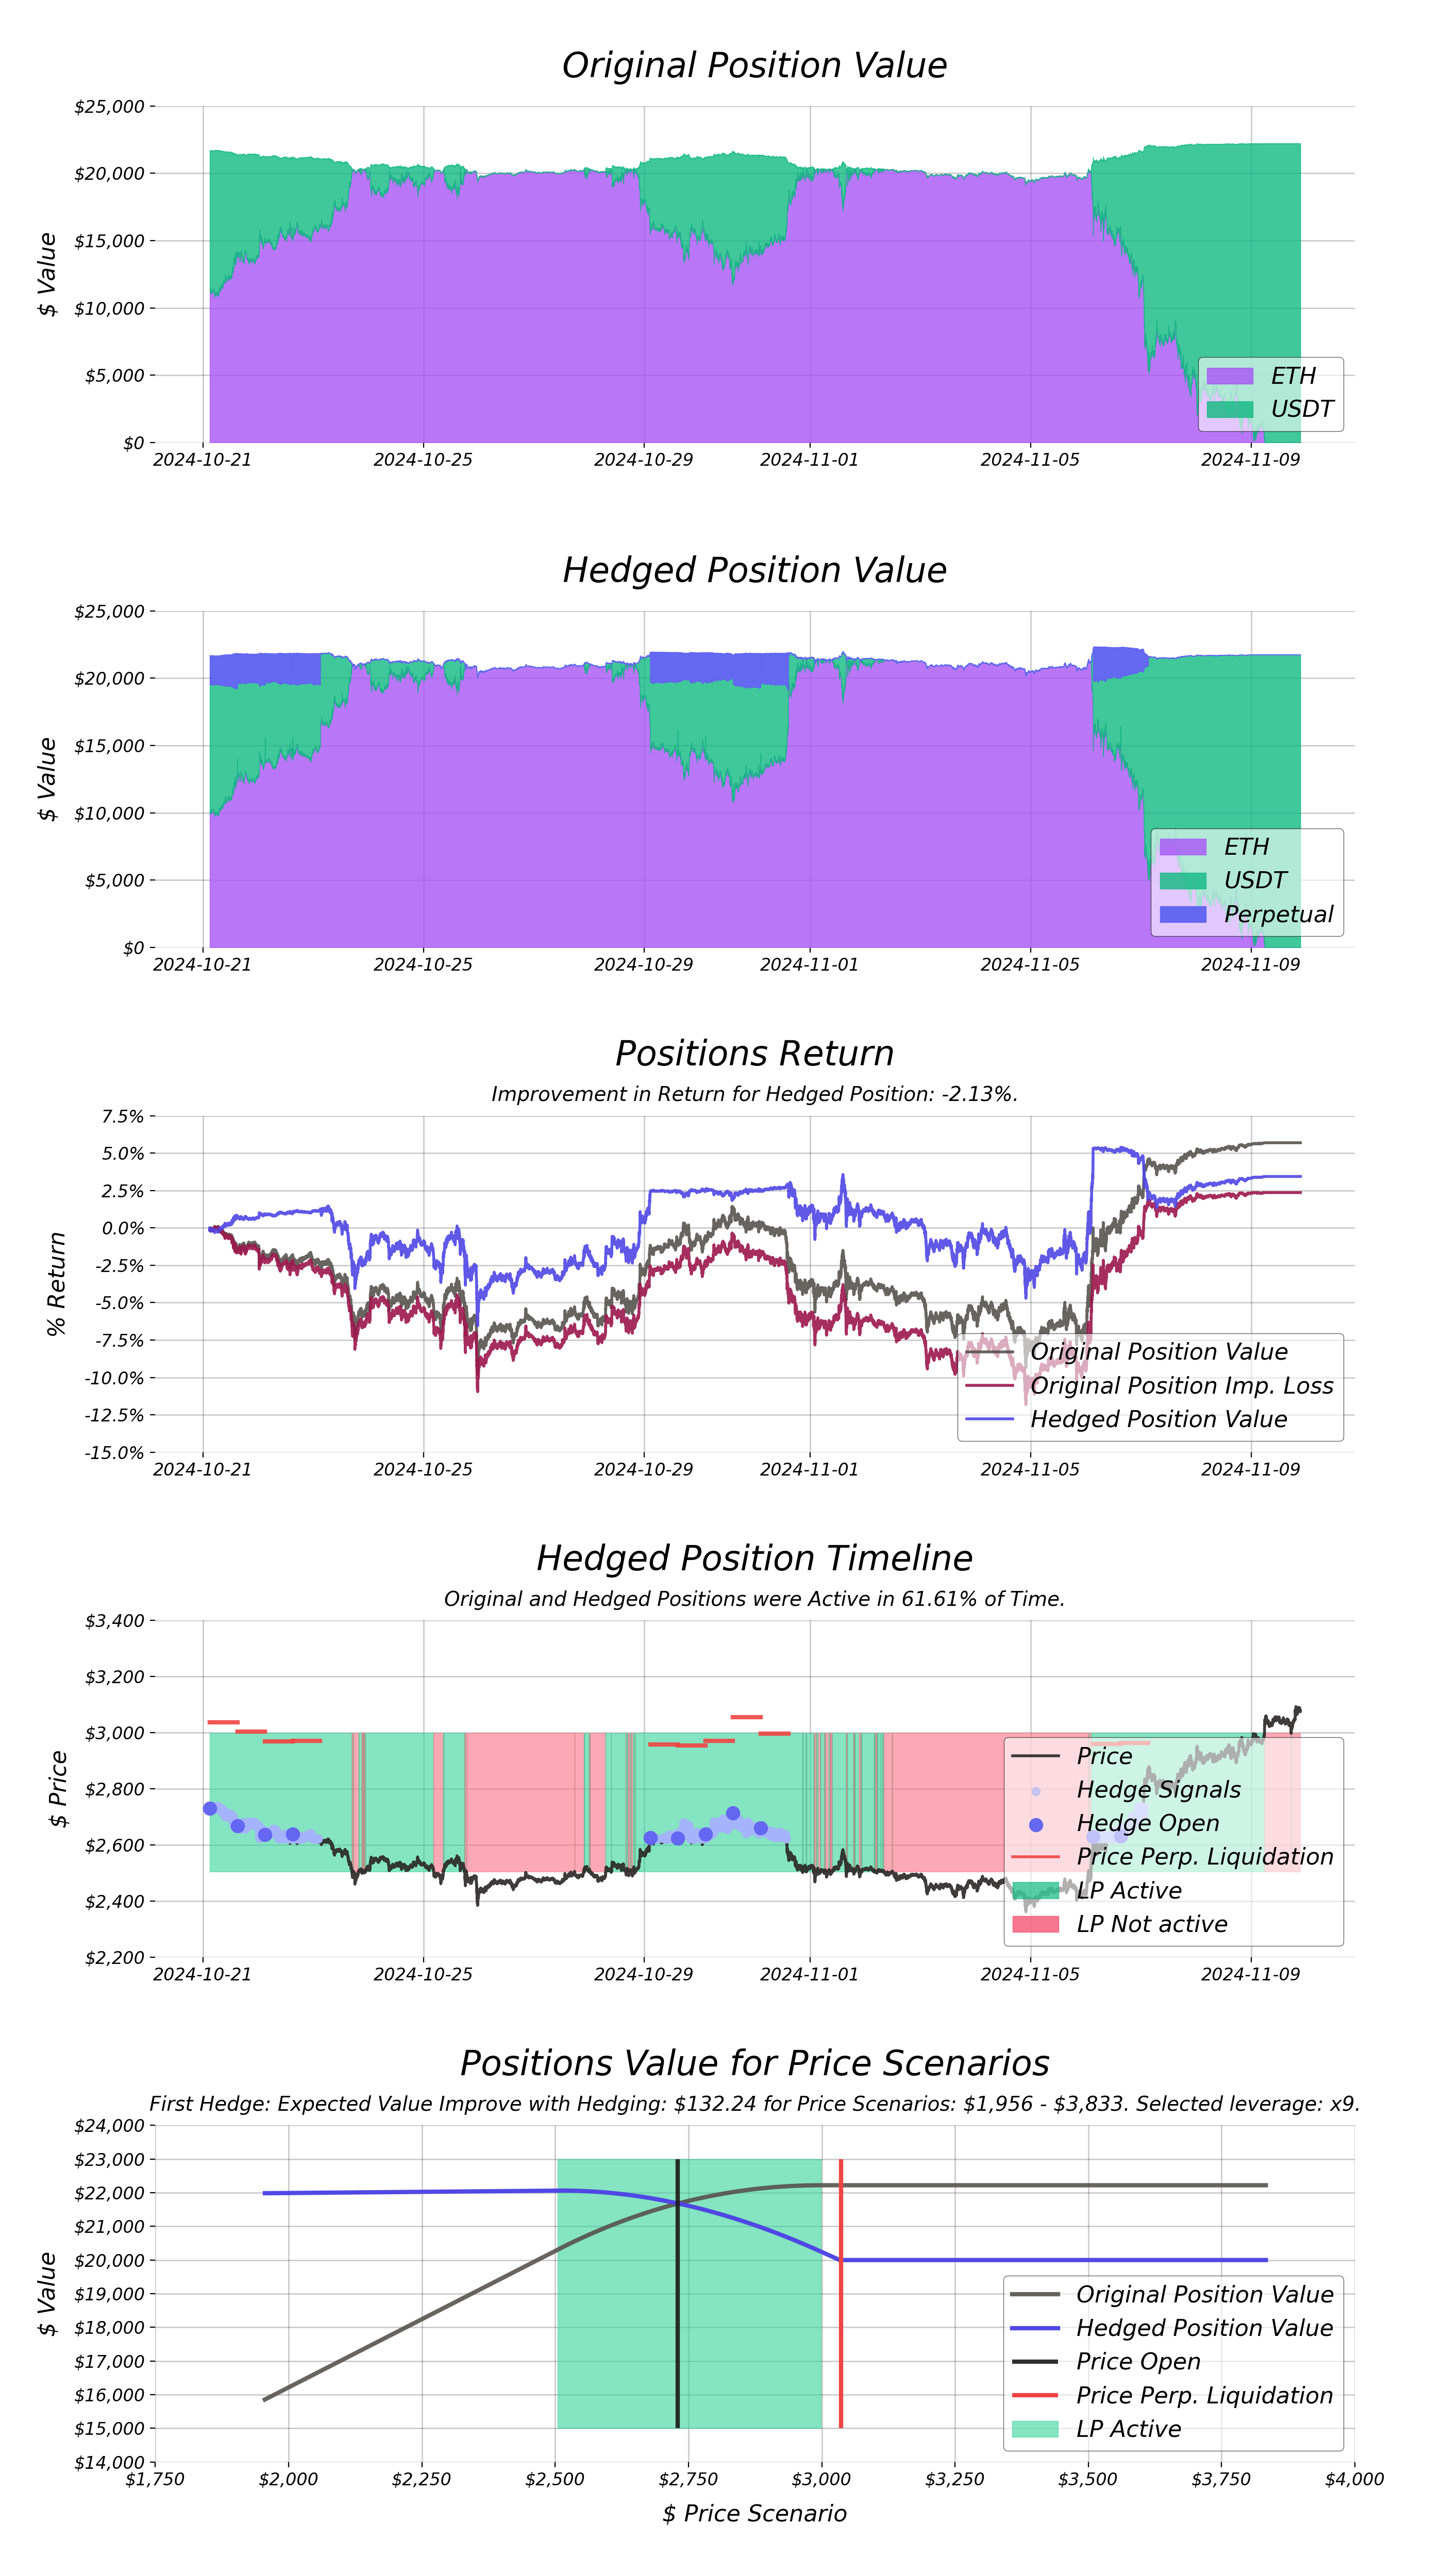 Original Position Value
$25,000
$20,000
$15,000
$10,000
$5,000
$0
$ Value
ETH
USDT
2024-10-21 2024-10-25 2024-10-29 2024-11-01 2024-11-05 2024-11-09
Hedged Position Value
$25,000
$20,000
$15,000
$10,000
$5,000
$0
$ Value
ETH
USDT
Perpetual
2024-10-21 2024-10-25 2024-10-29 2024-11-01 2024-11-05 2024-11-09
Positions Return
Improvement in Return for Hedged Position: -2.13%.
7.5%
5.0%
2.5%
0.0%
-2.5%
-5.0%
-7.5%
-10.0%
-12.5%
-15.0%
% Return
Original Position Value
Original Position Imp. Loss
Hedged Position Value
2024-10-21 2024-10-25 2024-10-29 2024-11-01 2024-11-05 2024-11-09
Hedged Position Timeline
Original and Hedged Positions were Active in 61.61% of Time.
$3,400
$3,200
$3,000
$2,800
$2,600
$2,400
$2,200
$ Price
Price
Hedge Signals
Hedge Open
Price Perp. Liquidation
LP Active
LP Not active
2024-10-21 2024-10-25 2024-10-29 2024-11-01 2024-11-05 2024-11-09
Positions Value for Price Scenarios
First Hedge: Expected Value Improve with Hedging: $132.24 for Price Scenarios: $1,956 - $3,833. Selected leverage: x9.
$24,000
$23,000
$22,000
$21,000
$20,000
$19,000
$18,000
$17,000
$16,000
$15,000
$14,000
$ Value
Original Position Value
Hedged Position Value
Price Open
Price Perp. Liquidation
LP Active
$1,750 $2,000 $2,250 $2,500 $2,750 $3,000 $3,250 $3,500 $3,750 $4,000
$ Price Scenario